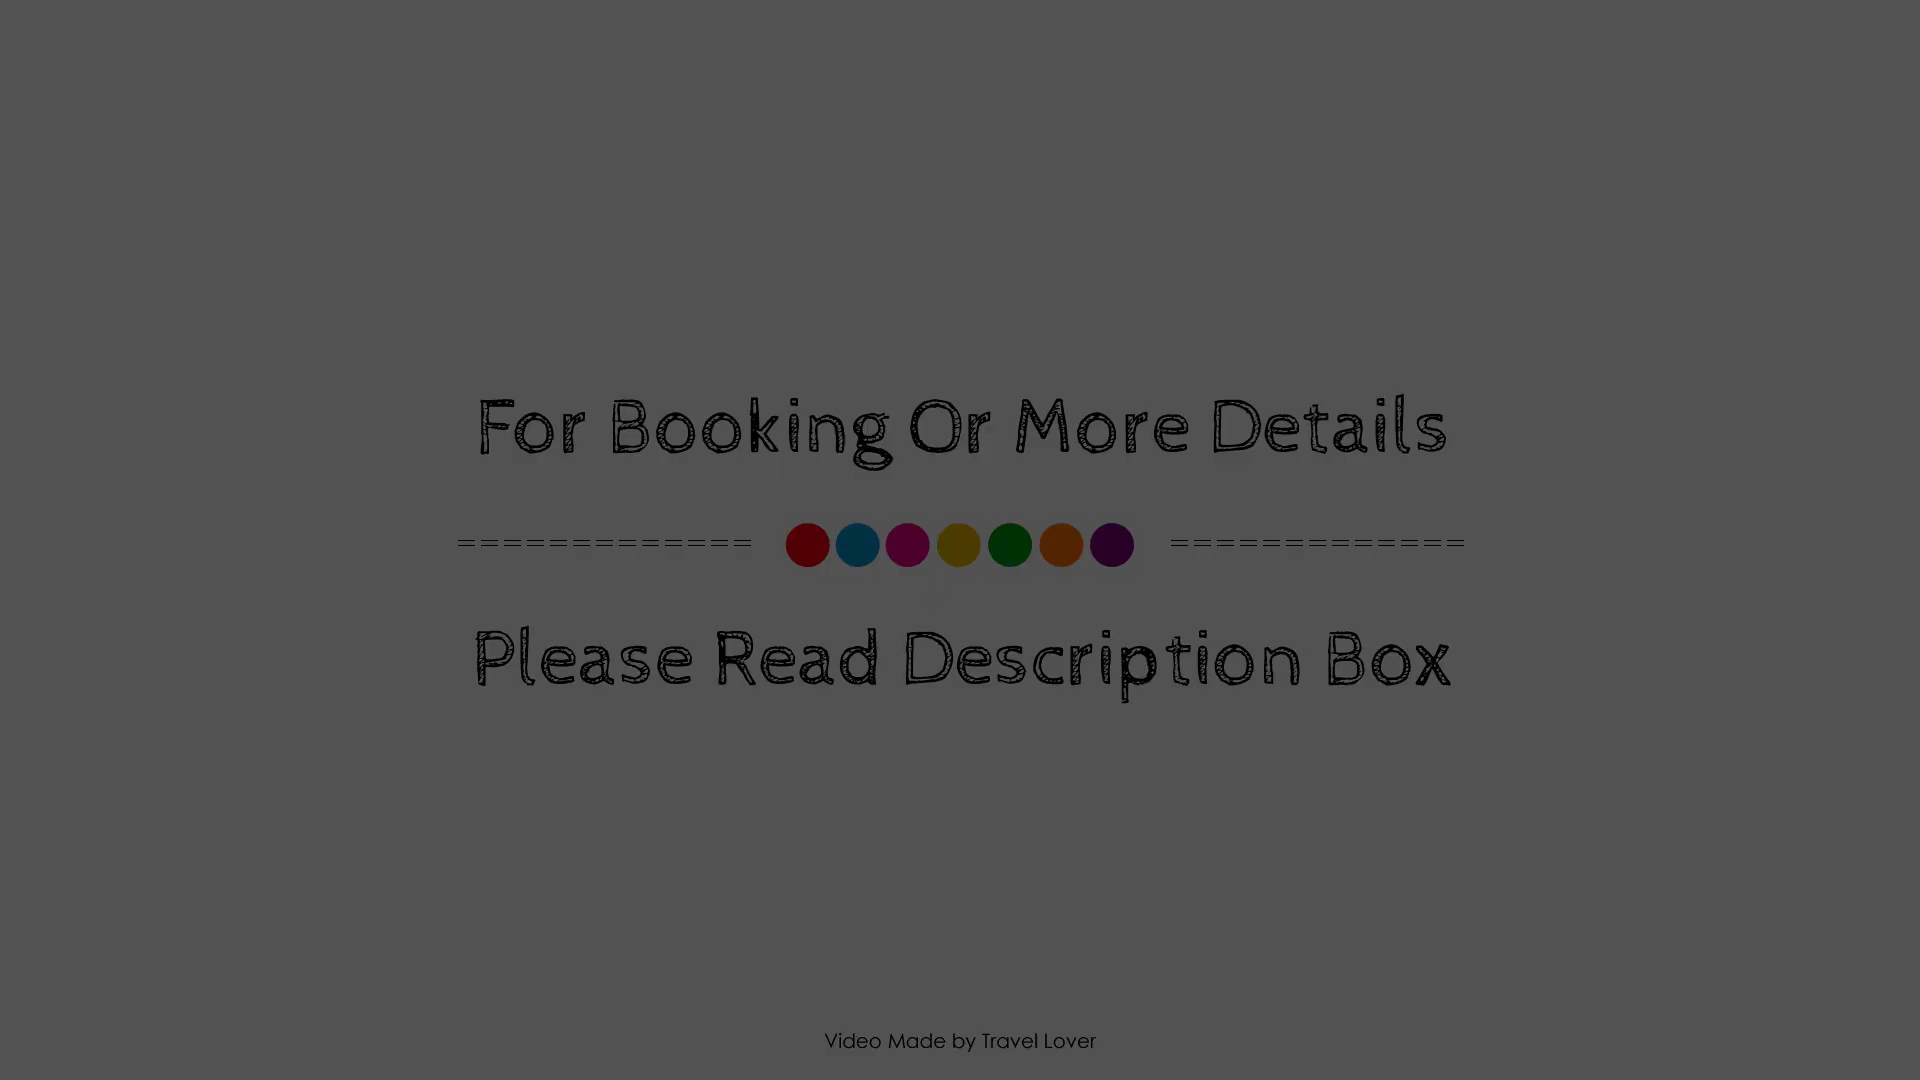 For Booking Or More Details
============= =============
Please Read Description Box
Video Made by Travel Lover